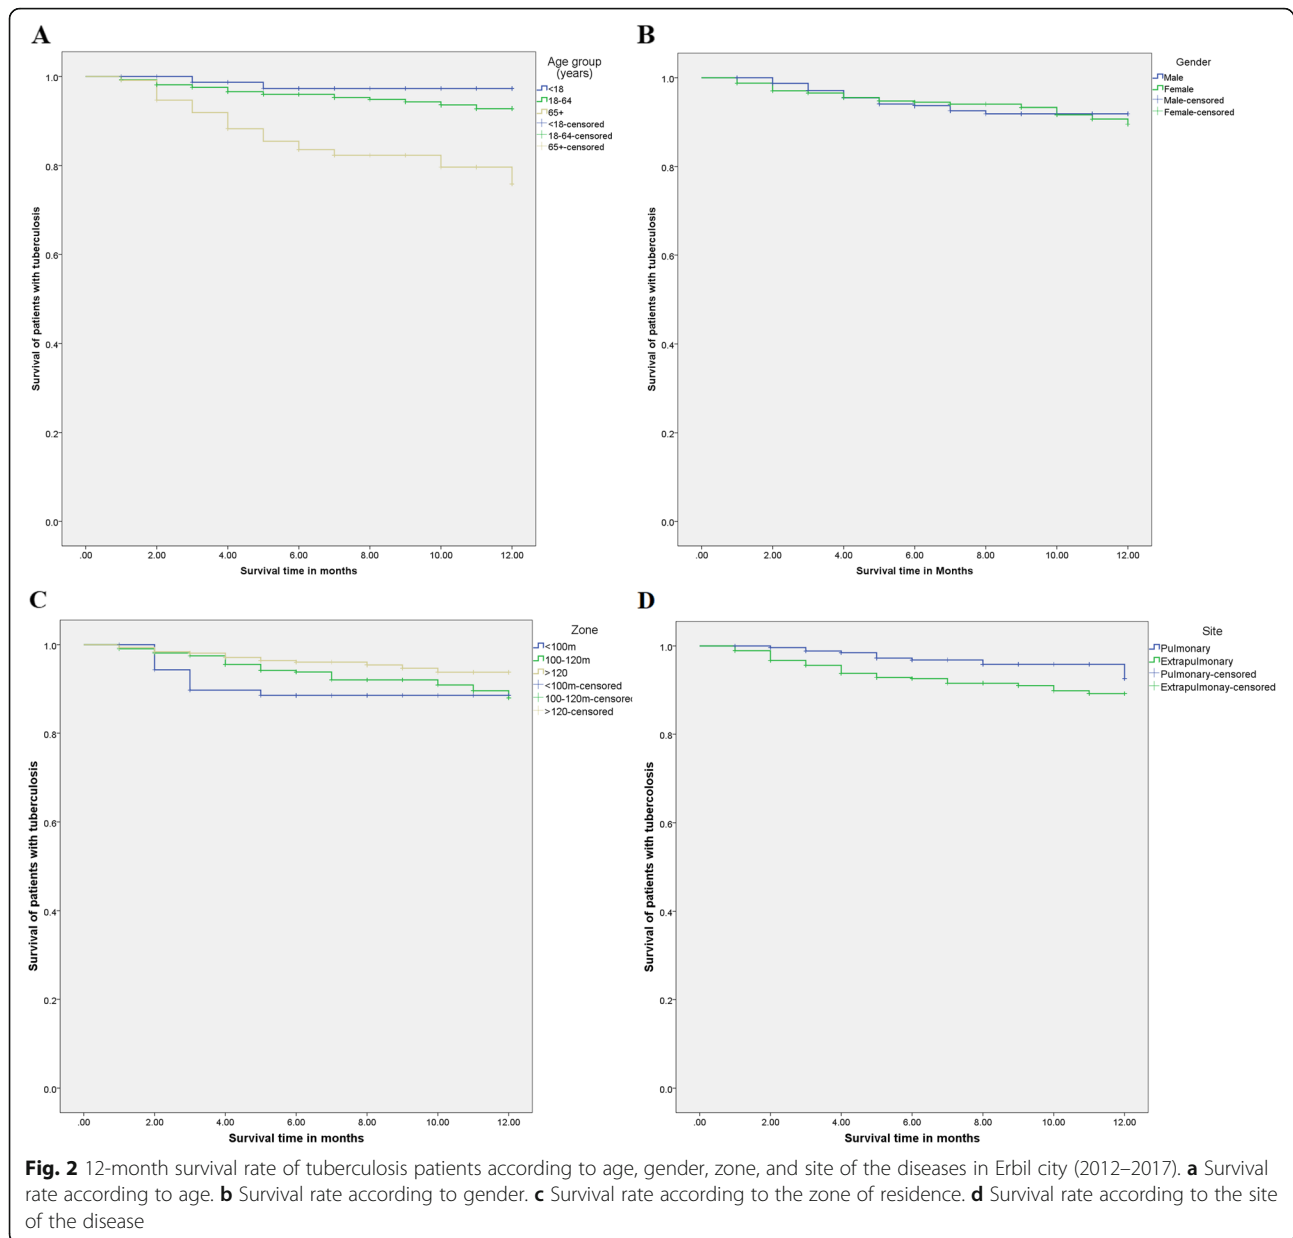 A
Age group
(years)
<18
18-64
65+
<18-censored
18-64-censored
65+-censored
1.0
0.8
0.6
0.4
0.2
0.0
Survival of patients with tuberculosis
.00 2.00 4.00 6.00 8.00 10.00 12.00
Survival time in months
B
Gender
Male
Female
Male-censored
Female-censored
1.0
0.8
0.6
0.4
0.2
0.0
Survival of patients with tuberculosis
.00 2.00 4.00 6.00 8.00 10.00 12.00
Survival time in Months
C
Zone
<100m
100-120m
>120
<100m-censored
100-120m-censored
>120-censored
1.0
0.8
0.6
0.4
0.2
0.0
Survival of patients with tuberculosis
.00 2.00 4.00 6.00 8.00 10.00 12.00
Survival time in months
D
Site
Pulmonary
Extrapulmonary
Pulmonary-censored
Extrapulmonay-censored
1.0
0.8
0.6
0.4
0.2
0.0
Survival of patients with tubercolosis
.00 2.00 4.00 6.00 8.00 10.00 12.00
Survival time in months
Fig. 2 12-month survival rate of tuberculosis patients according to age, gender, zone, and site of the diseases in Erbil city (2012–2017). a Survival
rate according to age. b Survival rate according to gender. c Survival rate according to the zone of residence. d Survival rate according to the site
of the disease